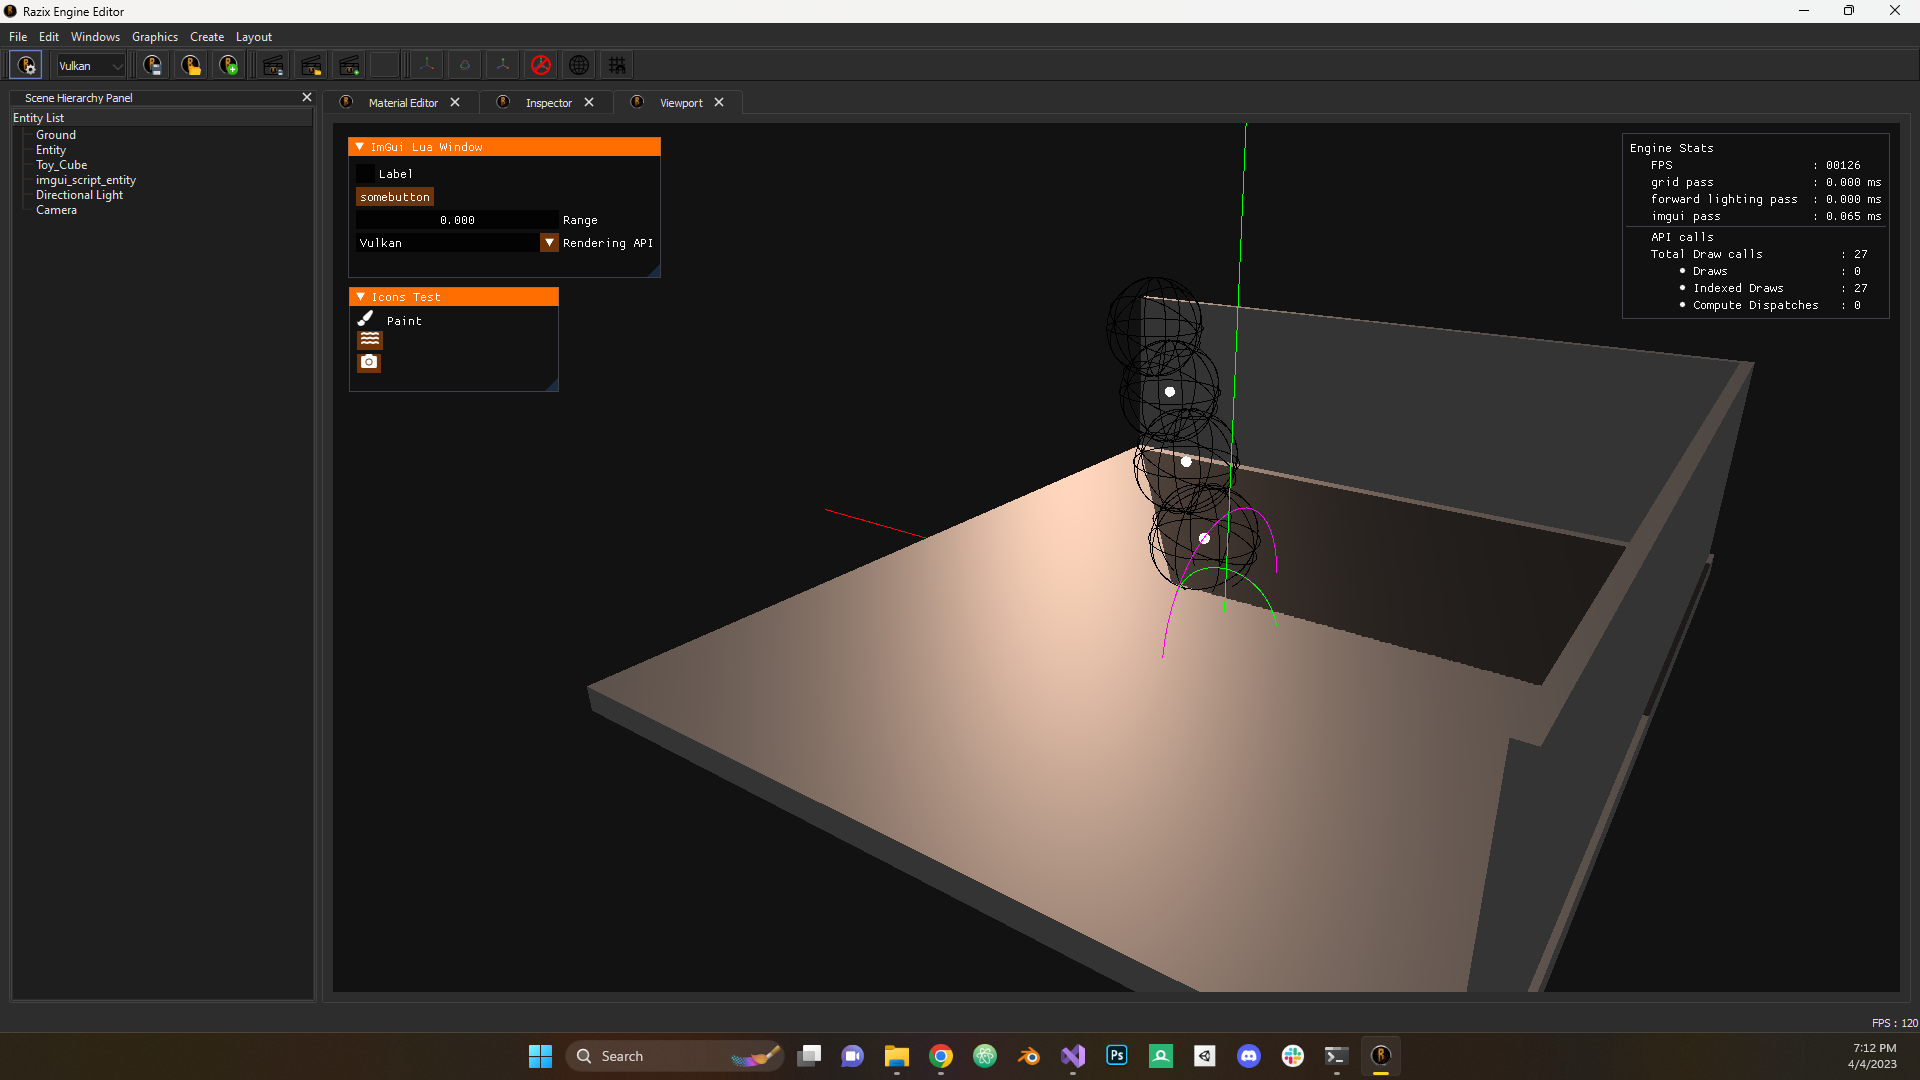 Razix Engine Editor
File Edit Windows Graphics Create Layout
Vulkan
Scene Hierarchy Panel
Entity List
Ground
Entity
Toy_Cube
imgui_script_entity
Directional Light
Camera
Material Editor Inspector Viewport
ImGui Lua Window
Label
somebutton
0.000 Range
Vulkan Rendering API
Icons Test
Paint
Engine Stats
FPS : 00126
grid pass : 0.000 ms
forward lighting pass : 0.000 ms
imgui pass : 0.065 ms
API calls
Total Draw calls : 27
• Draws : 0
• Indexed Draws : 27
• Compute Dispatches : 0
FPS : 120
Search
Ps
7:12 PM
4/4/2023